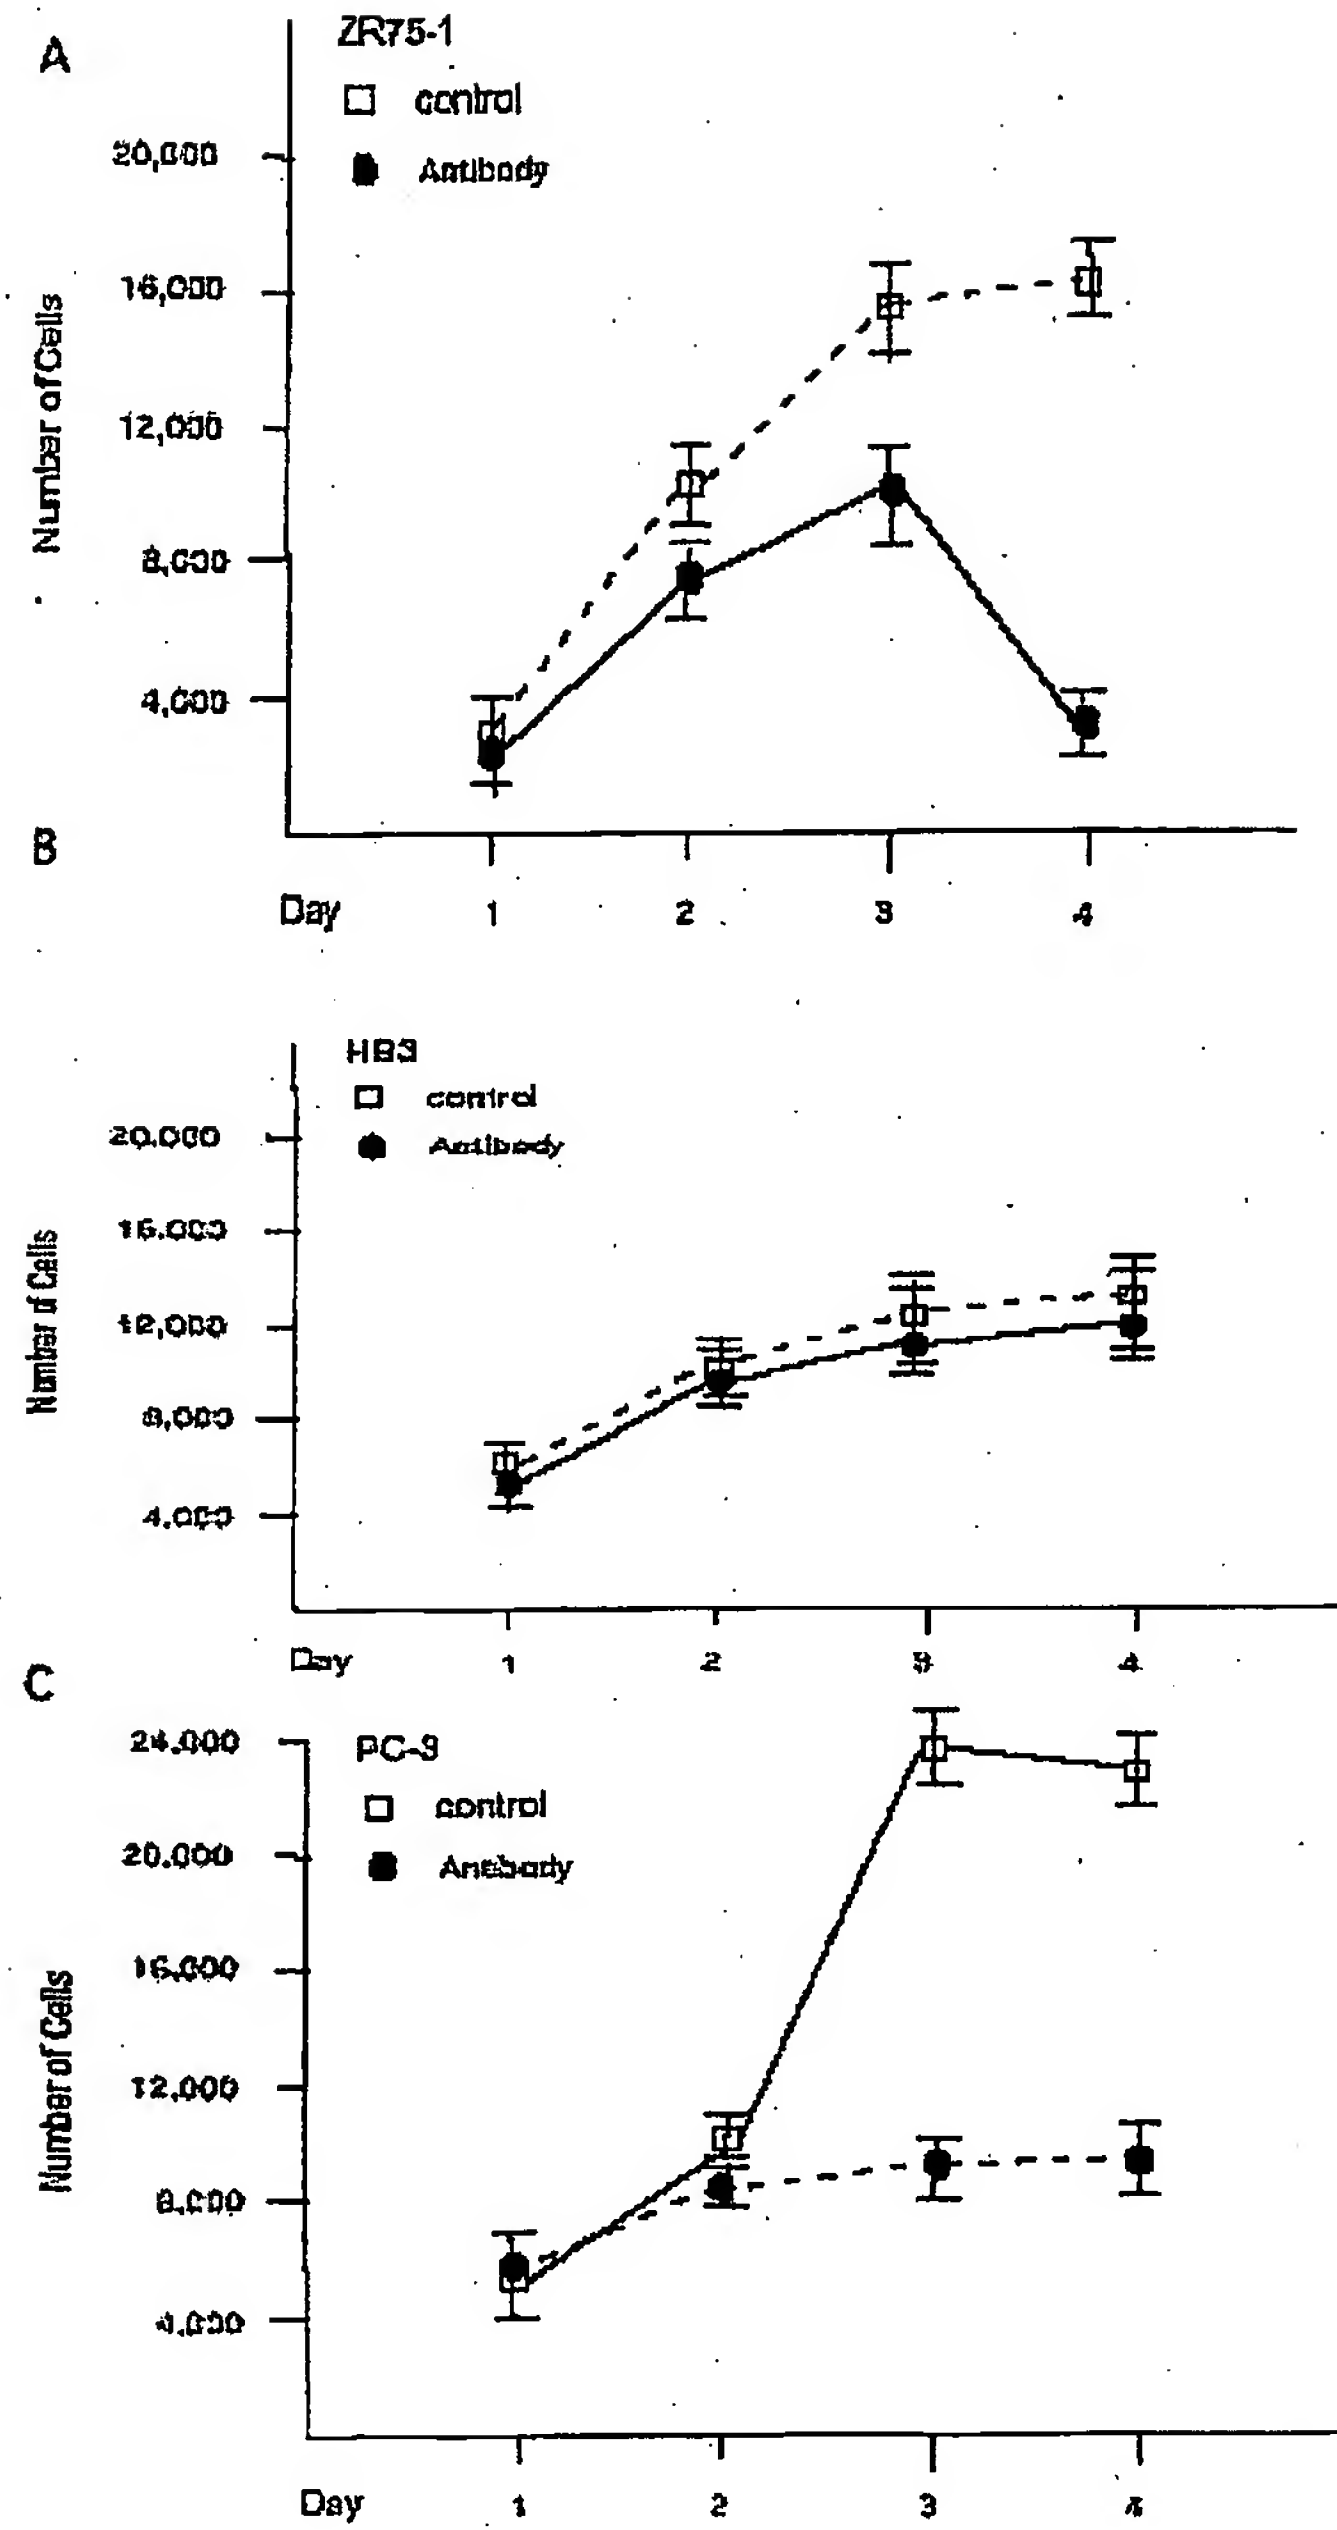 A
ZR75-1
control
Antibody
20,000
16,000
12,000
8,000
4,000
Number of Cells
Day 1 2 3 4
B
HB3
control
Antibody
20.000
16.000
12,000
8,000
4.000
Number of Cells
Day 1 2 3 4
C
PC-3
control
Antibody
24.000
20.000
16,000
12,000
8,000
4,000
Number of Cells
Day 1 2 3 4